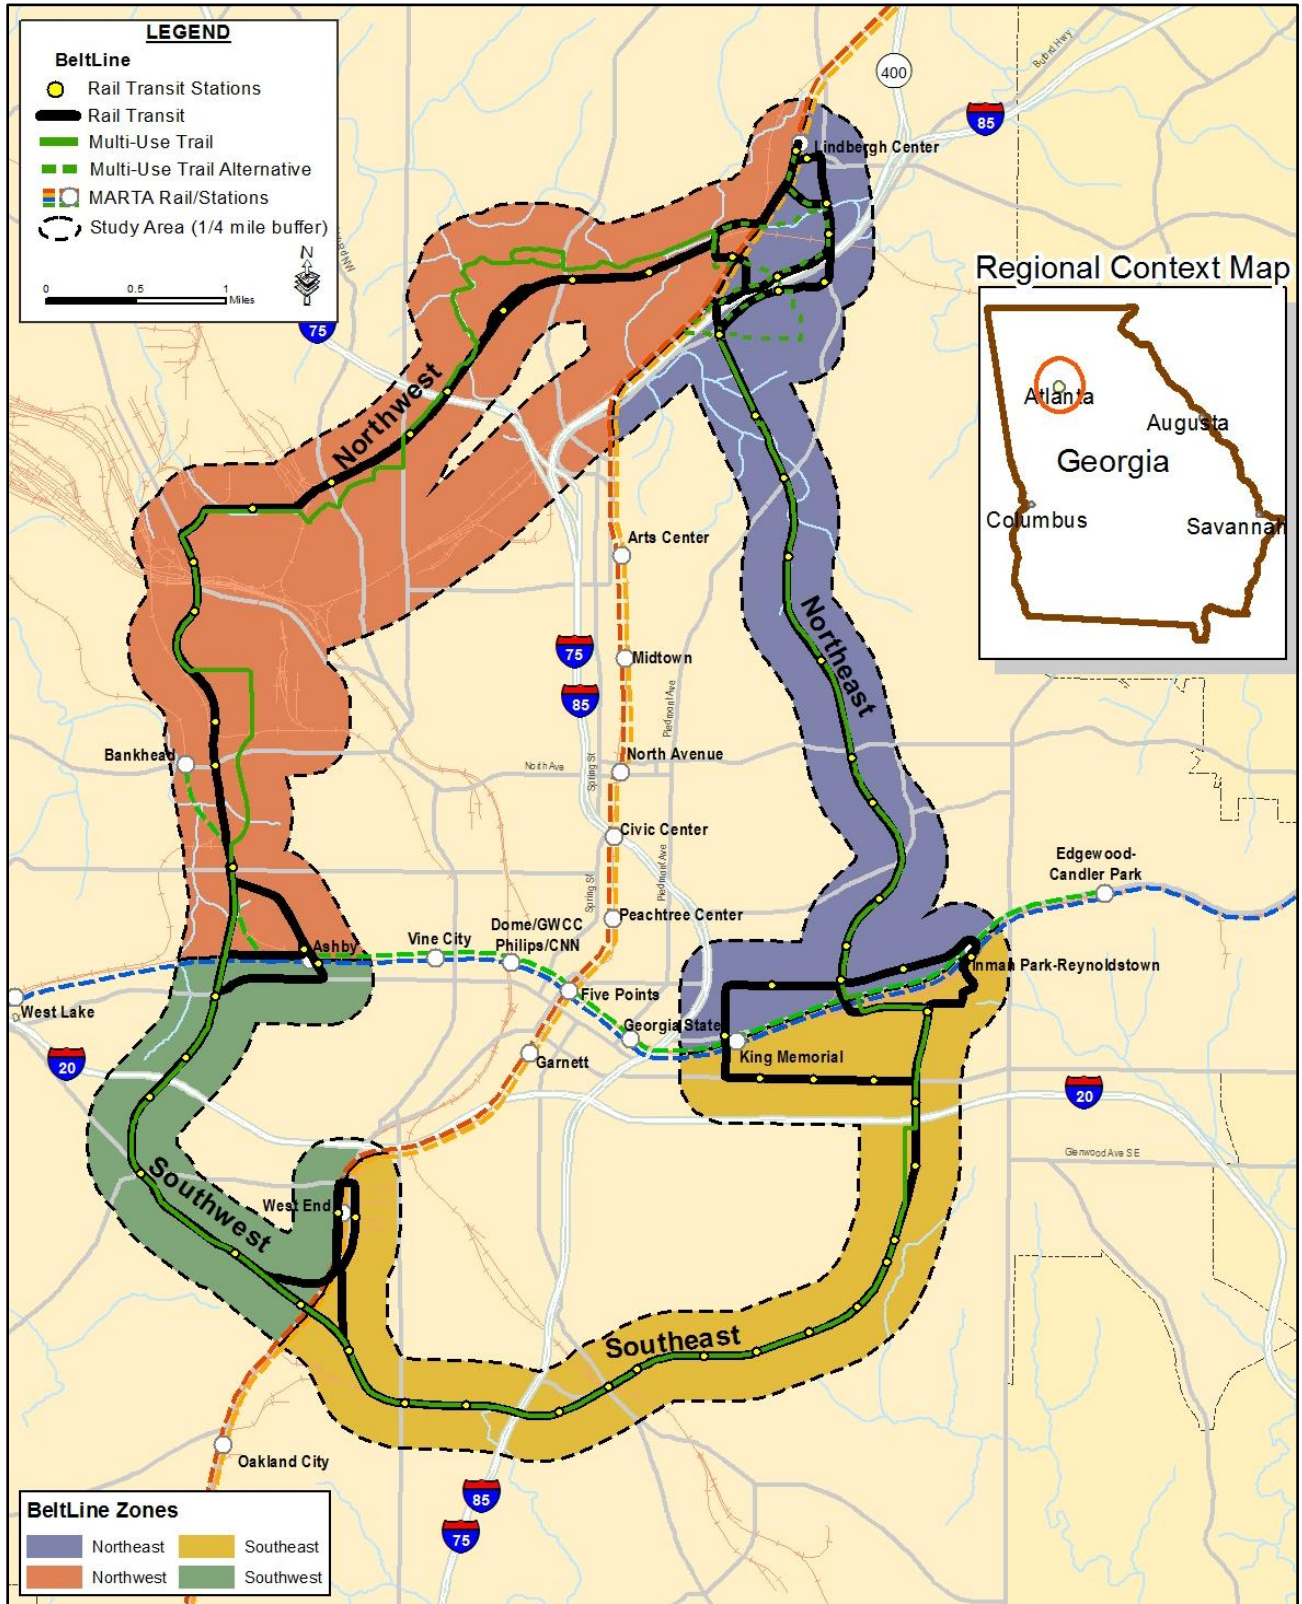 LEGEND
BeltLine
Rail Transit Stations
Rail Transit
Multi-Use Trail
Multi-Use Trail Alternative
MARTA Rail/Stations
Study Area (1/4 mile buffer)
N
0 0.5 1
Miles
400
85
Buford Hwy
Lindbergh Center
75
Regional Context Map
Atlanta
Augusta
Georgia
Columbus
Savannah
Northwest
Arts Center
Northeast
75
Midtown
85
Piedmont Ave
Bankhead
North Ave
Spring St
North Avenue
Civic Center
Piedmont Ave
Spring St
Edgewood-
Candler Park
Peachtree Center
Dome/GWCC
Philips/CNN
Vine City
Ashby
Inman Park-Reynoldstown
West Lake
Five Points
Georgia State
King Memorial
Garnett
20
20
Glenwood Ave SE
Southwest
West End
Southeast
Oakland City
85
75
BeltLine Zones
Northeast Southeast
Northwest Southwest